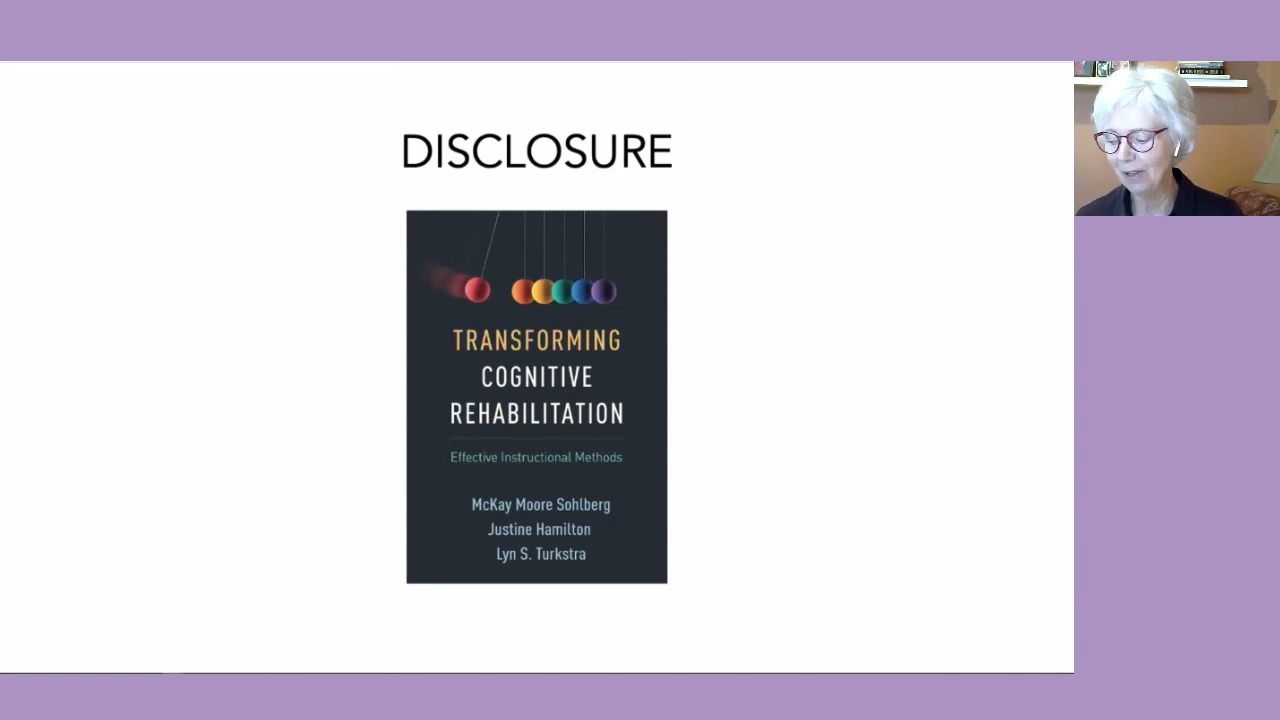 DISCLOSURE
TRANSFORMING
COGNITIVE
REHABILITATION
Effective Instructional Methods
McKay Moore Sohlberg
Justine Hamilton
Lyn S. Turkstra